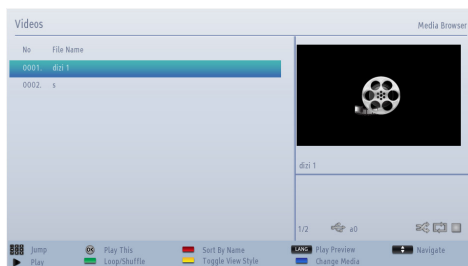 Videos Media Browser
No File Name
0001. dizi 1
0002. s
dizi 1
1/2 a0
Jump OK Play This Sort By Name LANG Play Preview Navigate
Play Loop/Shuffle Toggle View Style Change Media